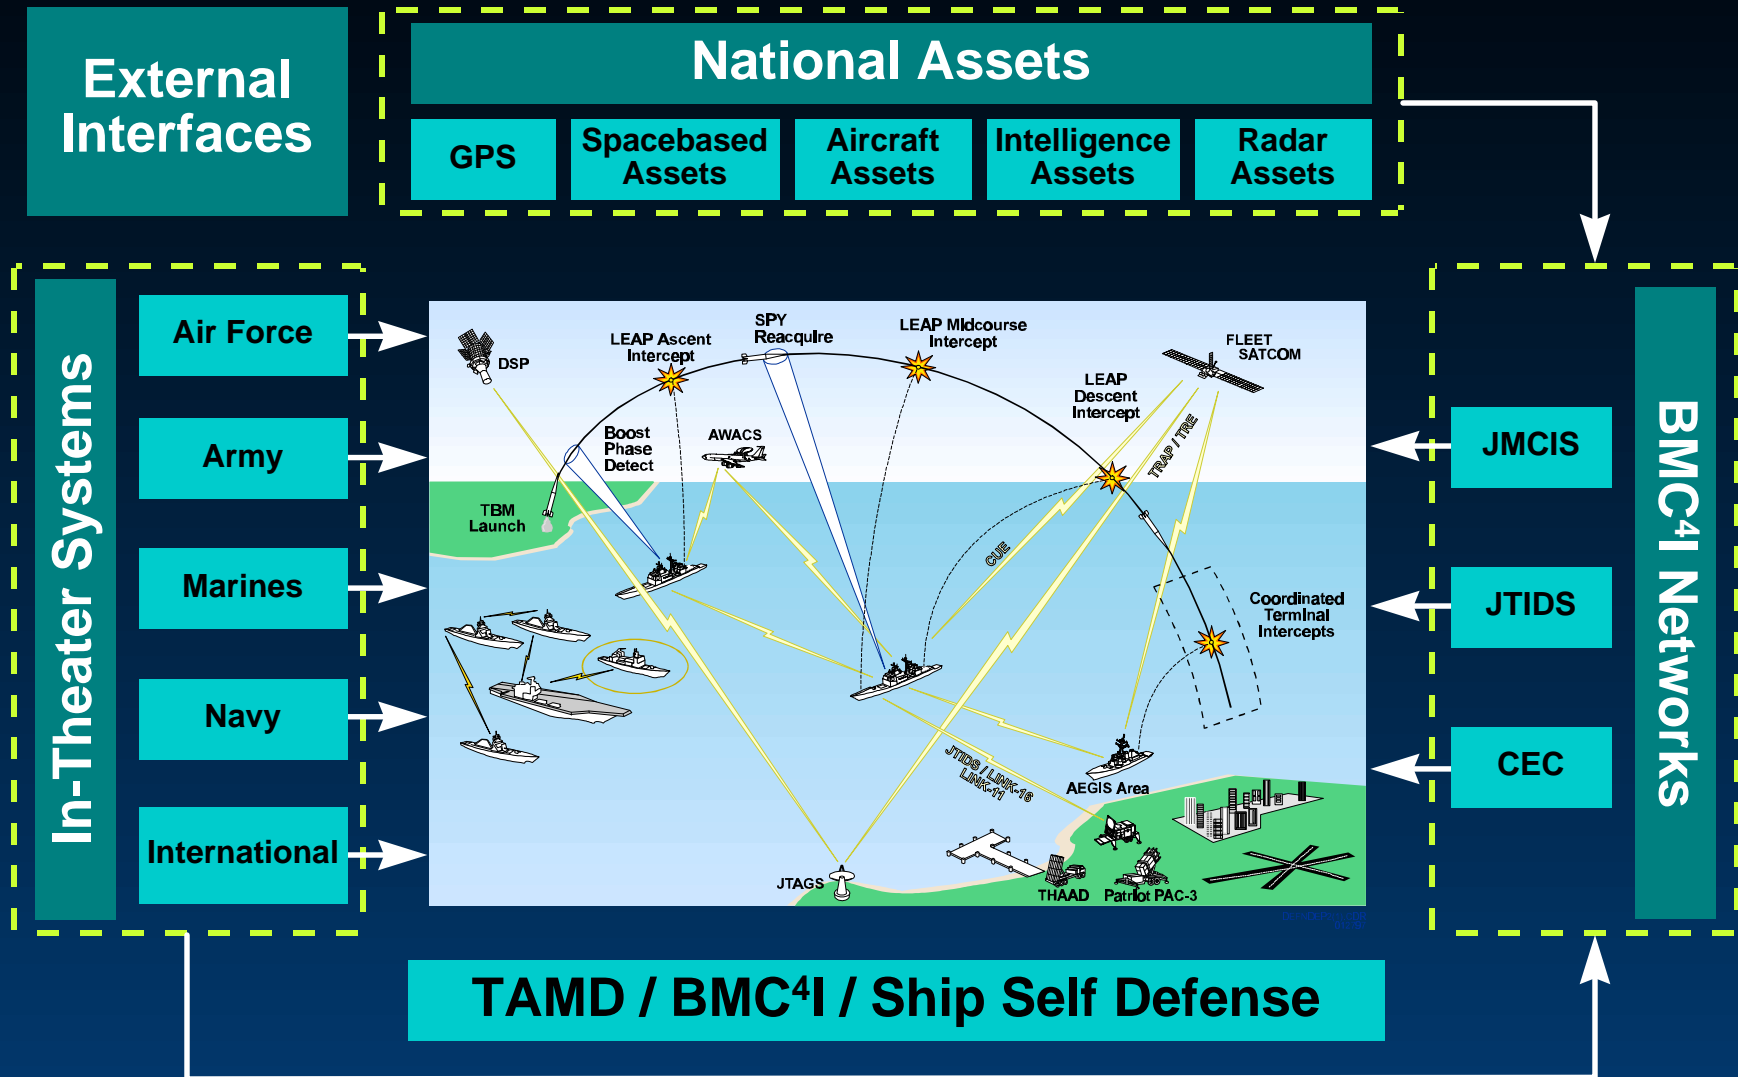 External
Interfaces
National Assets
GPS
Spacebased
Assets
Aircraft
Assets
Intelligence
Assets
Radar
Assets
In-Theater Systems
Air Force
Army
Marines
Navy
International
DSP
LEAP Ascent
Intercept
SPY
Reacquire
LEAP Midcourse
Intercept
FLEET
SATCOM
LEAP
Descent
Intercept
Boost
Phase
Detect
AWACS
TRAP / TRE
TBM
Launch
CUE
Coordinated
Terminal
Intercepts
JTIDS / LINK-16
LINK-11
AEGIS Area
JTAGS
THAAD
Patriot PAC-3
JMCIS
JTIDS
CEC
BMC⁴I Networks
TAMD / BMC⁴I / Ship Self Defense